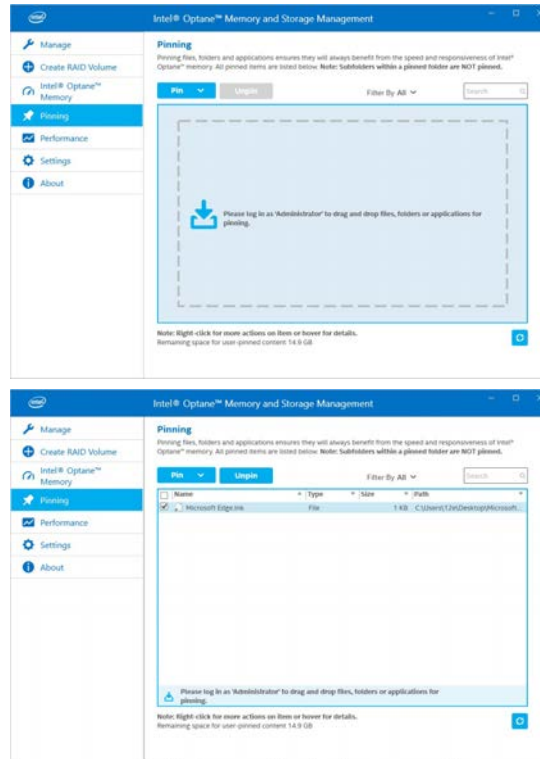 intel
Intel® Optane™ Memory and Storage Management
Manage
Create RAID Volume
Intel® Optane™
Memory
Pinning
Performance
Settings
About
Pinning
Pinning files, folders and applications ensures they will always benefit from the speed and responsiveness of Intel®
Optane™ memory. All pinned items are listed below. Note: Subfolders within a pinned folder are NOT pinned.
Pin
Unpin
Filter By All
Search
Please log in as 'Administrator' to drag and drop files, folders or applications for
pinning.
Note: Right-click for more actions on item or hover for details.
Remaining space for user-pinned content 14.9 GB
intel
Intel® Optane™ Memory and Storage Management
Manage
Create RAID Volume
Intel® Optane™
Memory
Pinning
Performance
Settings
About
Pinning
Pinning files, folders and applications ensures they will always benefit from the speed and responsiveness of Intel®
Optane™ memory. All pinned items are listed below. Note: Subfolders within a pinned folder are NOT pinned.
Pin
Unpin
Filter By All
Search
Name Type Size Path
Microsoft Edge.lnk File 1 KB
Please log in as 'Administrator' to drag and drop files, folders or applications for
pinning.
Note: Right-click for more actions on item or hover for details.
Remaining space for user-pinned content 14.9 GB